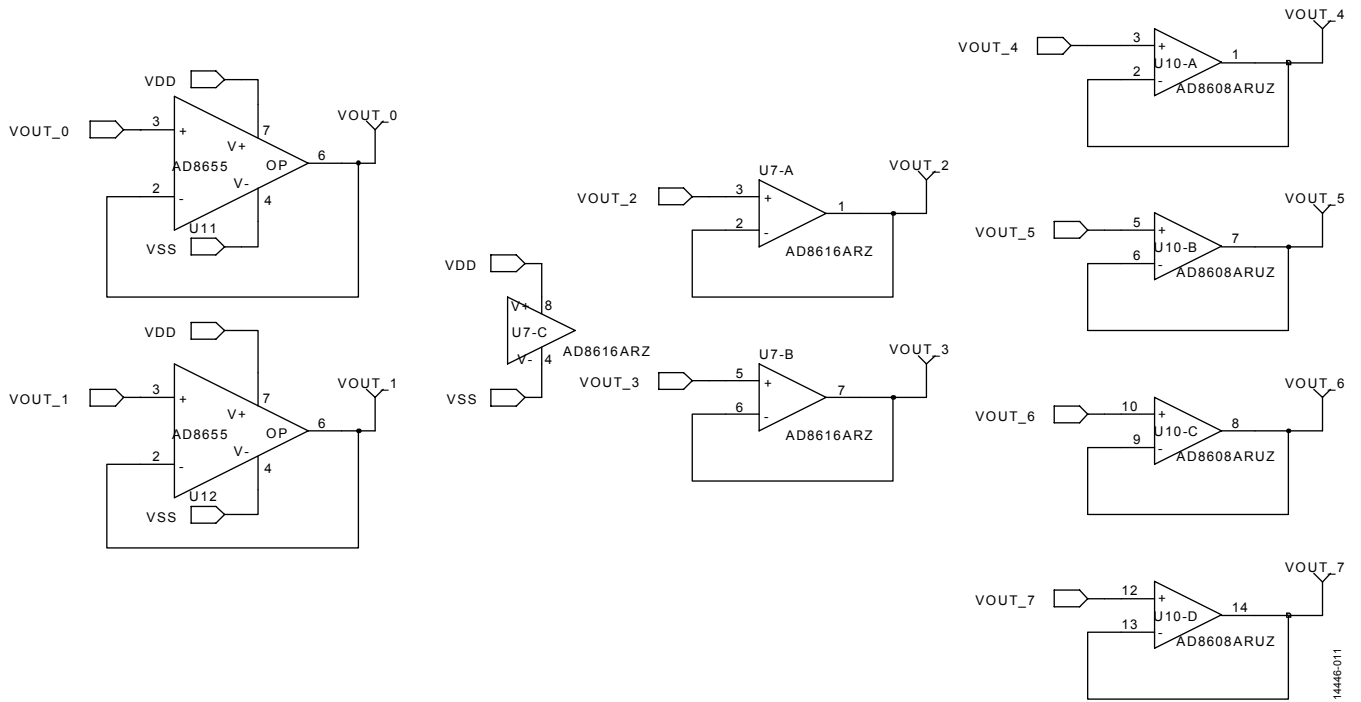 VDD
VOUT_0
3
+
7
V+
AD8655
OP
6
VOUT_0
V-
2
-
4
U11
VSS
VDD
VOUT_1
3
+
7
V+
AD8655
OP
6
VOUT_1
V-
2
-
4
U12
VSS
VDD
8
V+
U7-C
AD8616ARZ
V-
4
VSS
U7-A
VOUT_2
3
+
1
VOUT_2
2
-
AD8616ARZ
U7-B
VOUT_3
5
+
7
VOUT_3
6
-
AD8616ARZ
VOUT_4
VOUT_4
3
+
1
U10-A
2
-
AD8608ARUZ
VOUT_5
VOUT_5
5
+
7
U10-B
6
-
AD8608ARUZ
VOUT_6
VOUT_6
10
+
8
U10-C
9
-
AD8608ARUZ
VOUT_7
VOUT_7
12
+
14
U10-D
13
-
AD8608ARUZ
14446-011